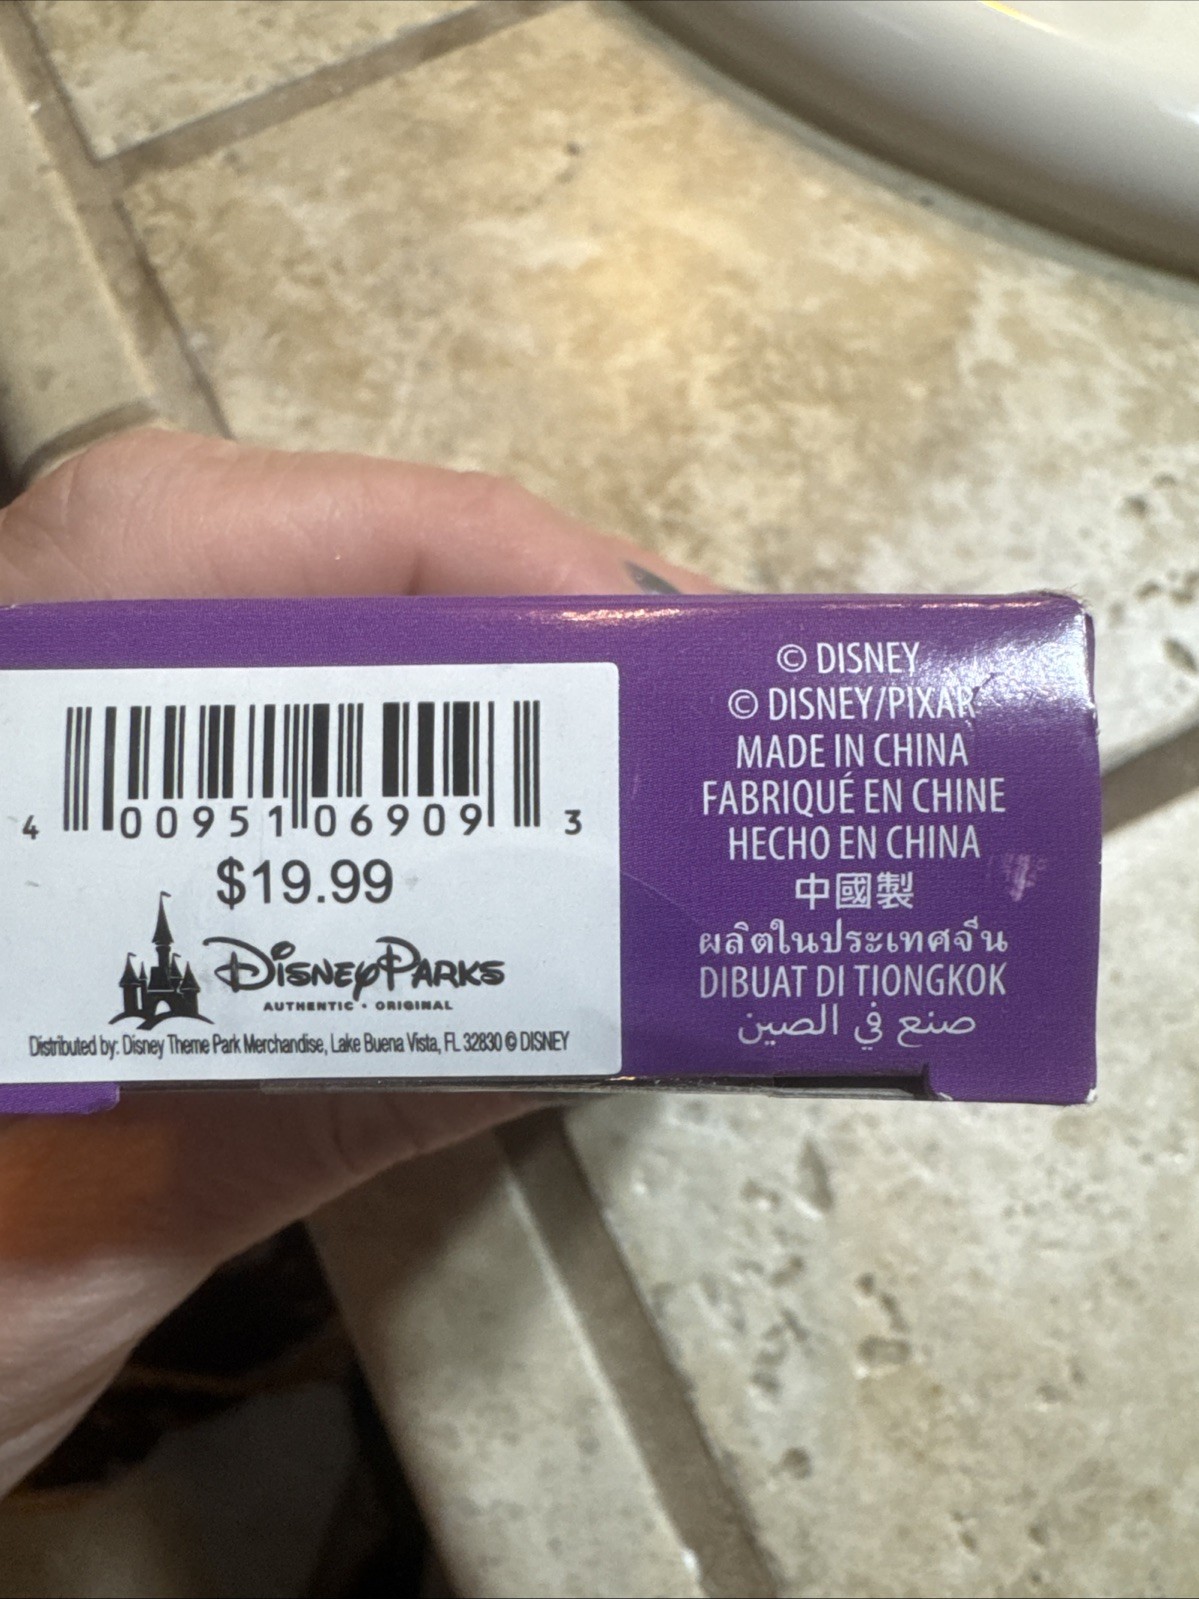 4 00951 06909 3
$19.99
Disney Parks
AUTHENTIC • ORIGINAL
Distributed by: Disney Theme Park Merchandise, Lake Buena Vista, FL 32830 © DISNEY
© DISNEY
© DISNEY/PIXAR
MADE IN CHINA
FABRIQUÉ EN CHINE
HECHO EN CHINA
中國製
ผลิตในประเทศจีน
DIBUAT DI TIONGKOK
صنع في الصين